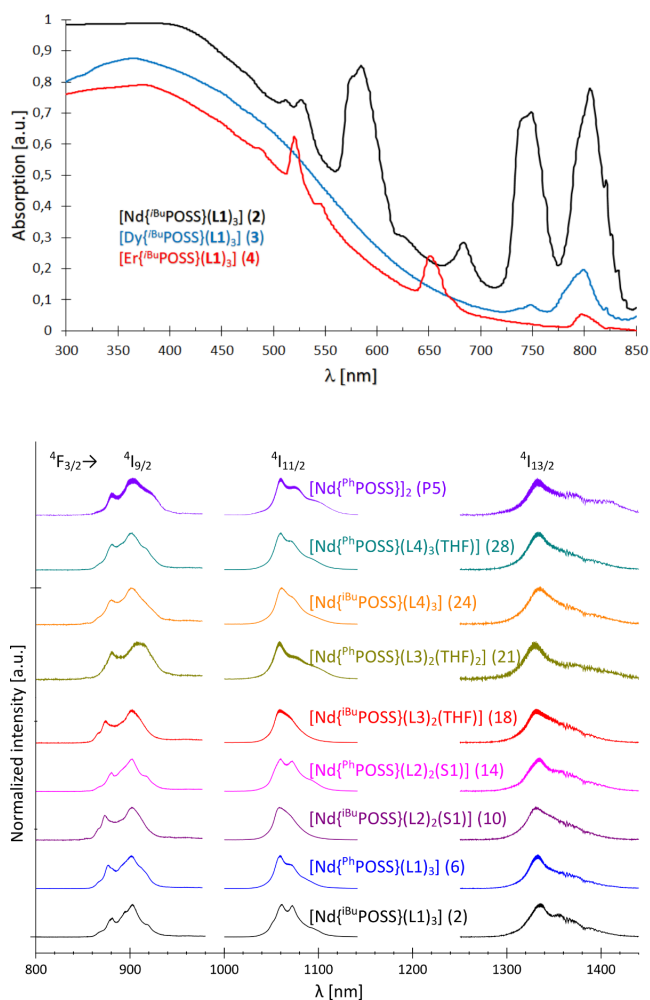 1
0,9
0,8
0,7
0,6
0,5
0,4
0,3
0,2
0,1
0
Absorption [a.u.]
[Nd{ⁱᴮᵘPOSS}(L1)₃] (2)
[Dy{ⁱᴮᵘPOSS}(L1)₃] (3)
[Er{ⁱᴮᵘPOSS}(L1)₃] (4)
300 350 400 450 500 550 600 650 700 750 800 850
λ [nm]
⁴F₃/₂→ ⁴I₉/₂ ⁴I₁₁/₂ ⁴I₁₃/₂
[Nd{ᴾʰPOSS}]₂ (P5)
[Nd{ᴾʰPOSS}(L4)₃(THF)] (28)
[Nd{ⁱᴮᵘPOSS}(L4)₃] (24)
[Nd{ᴾʰPOSS}(L3)₂(THF)₂] (21)
[Nd{ⁱᴮᵘPOSS}(L3)₂(THF)] (18)
[Nd{ᴾʰPOSS}(L2)₂(S1)] (14)
[Nd{ⁱᴮᵘPOSS}(L2)₂(S1)] (10)
[Nd{ᴾʰPOSS}(L1)₃] (6)
[Nd{ⁱᴮᵘPOSS}(L1)₃] (2)
Normalized intensity [a.u.]
800 900 1000 1100 1200 1300 1400
λ [nm]